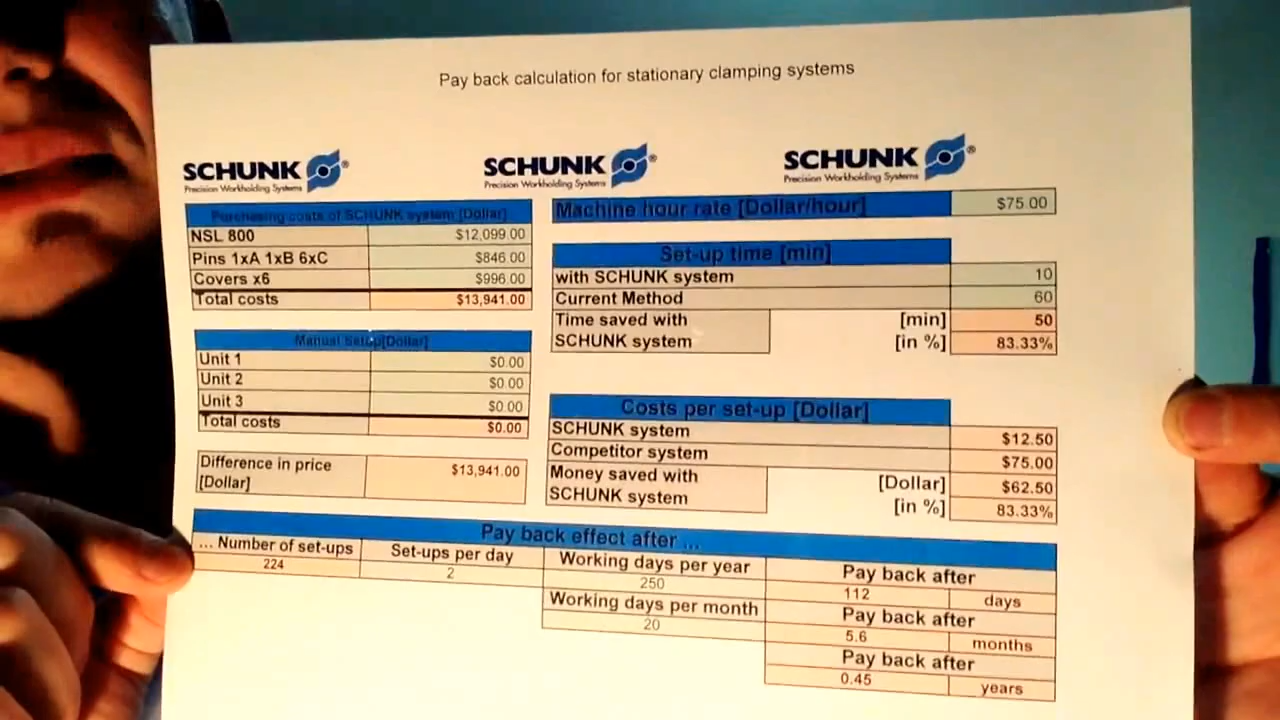 Pay back calculation for stationary clamping systems
SCHUNK ®
Precision Workholding Systems
SCHUNK ®
Precision Workholding Systems
SCHUNK ®
Precision Workholding Systems
Purchasing costs of SCHUNK system [Dollar]
NSL 800 $12,099.00
Pins 1xA 1xB 6xC $846.00
Covers x6 $996.00
Total costs $13,941.00
Manual Setup[Dollar]
Unit 1 $0.00
Unit 2 $0.00
Unit 3 $0.00
Total costs $0.00
Difference in price $13,941.00
[Dollar]
Machine hour rate [Dollar/hour] $75.00
Set-up time [min]
with SCHUNK system 10
Current Method 60
Time saved with [min] 50
SCHUNK system [in %] 83.33%
Costs per set-up [Dollar]
SCHUNK system $12.50
Competitor system $75.00
Money saved with [Dollar] $62.50
SCHUNK system [in %] 83.33%
Pay back effect after ...
... Number of set-ups Set-ups per day Working days per year Pay back after
224 2 250 112 days
Working days per month Pay back after
20 5.6 months
Pay back after
0.45 years